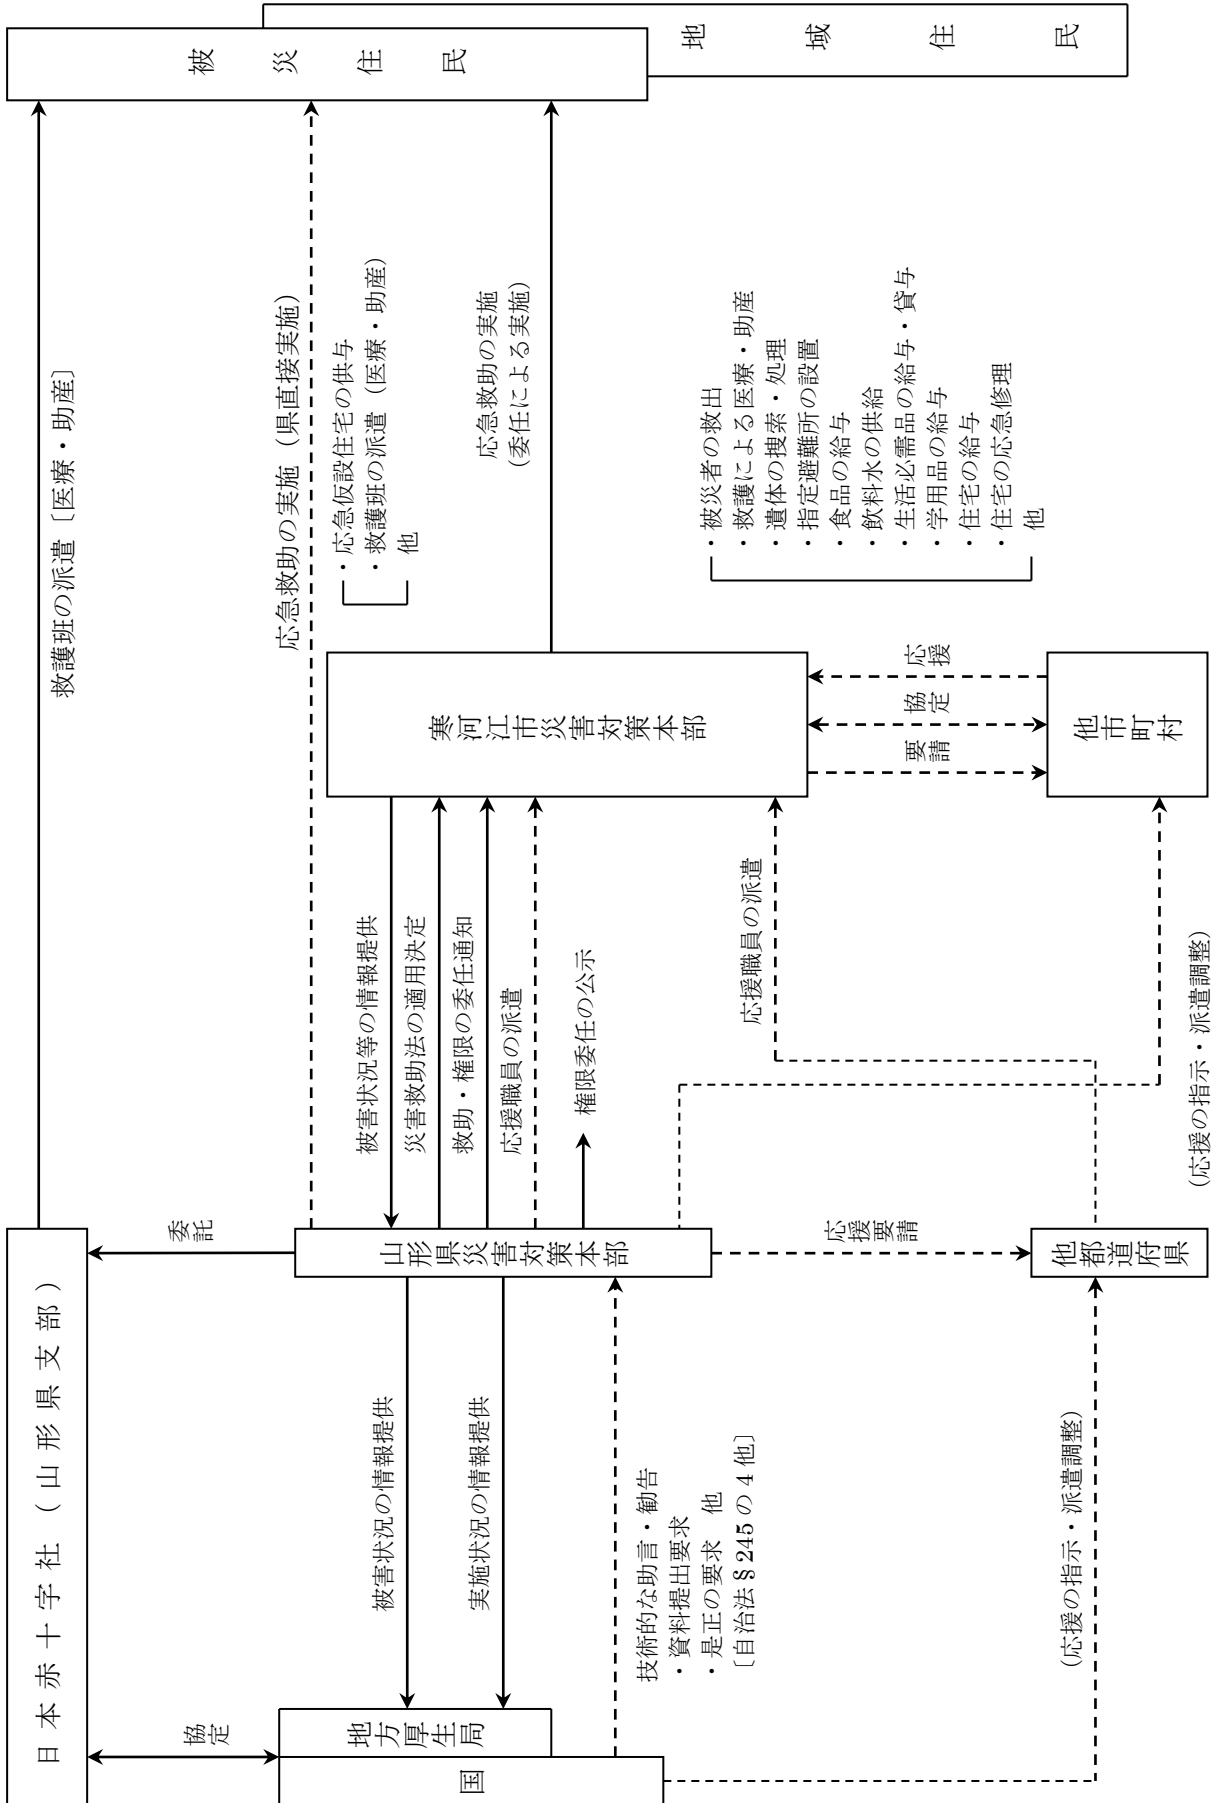 日本赤十字社（山形県支部）
協定
国
地方厚生局
委託
救護班の派遣〔医療・助産〕
被災住民
地域住民
被害状況の情報提供
実施状況の情報提供
技術的な助言・勧告
・資料提出要求
・是正の要求　他
〔自治法§245の4他〕
(応援の指示・派遣調整)
山形県災害対策本部
応援要請
他都道府県
応急救助の実施（県直接実施)
・応急仮設住宅の供与
・救護班の派遣（医療・助産）
他
被害状況等の情報提供
災害救助法の適用決定
救助・権限の委任通知
応援職員の派遣
権限委任の公示
応援職員の派遣
(応援の指示・派遣調整)
寒河江市災害対策本部
要請
協定
応援
他市町村
応急救助の実施
(委任による実施)
・被災者の救出
・救護による医療・助産
・遺体の捜索・処理
・指定避難所の設置
・食品の給与
・飲料水の供給
・生活必需品の給与・貸与
・学用品の給与
・住宅の給与
・住宅の応急修理
他